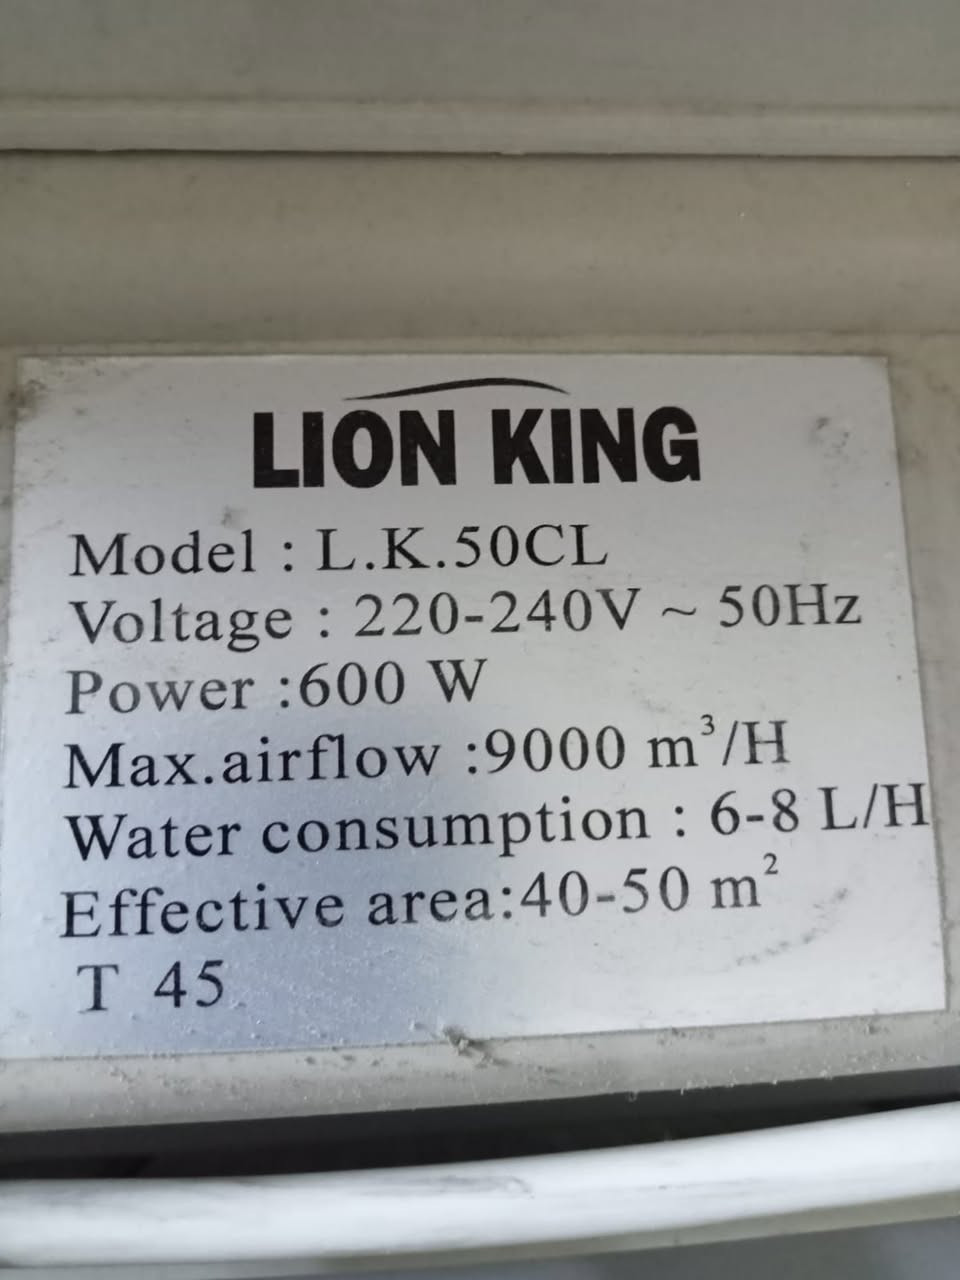 LION KING
Model : L.K.50CL
Voltage : 220-240V ~ 50Hz
Power :600 W
Max.airflow :9000 m³/H
Water consumption : 6-8 L/H
Effective area:40-50 m²
T 45